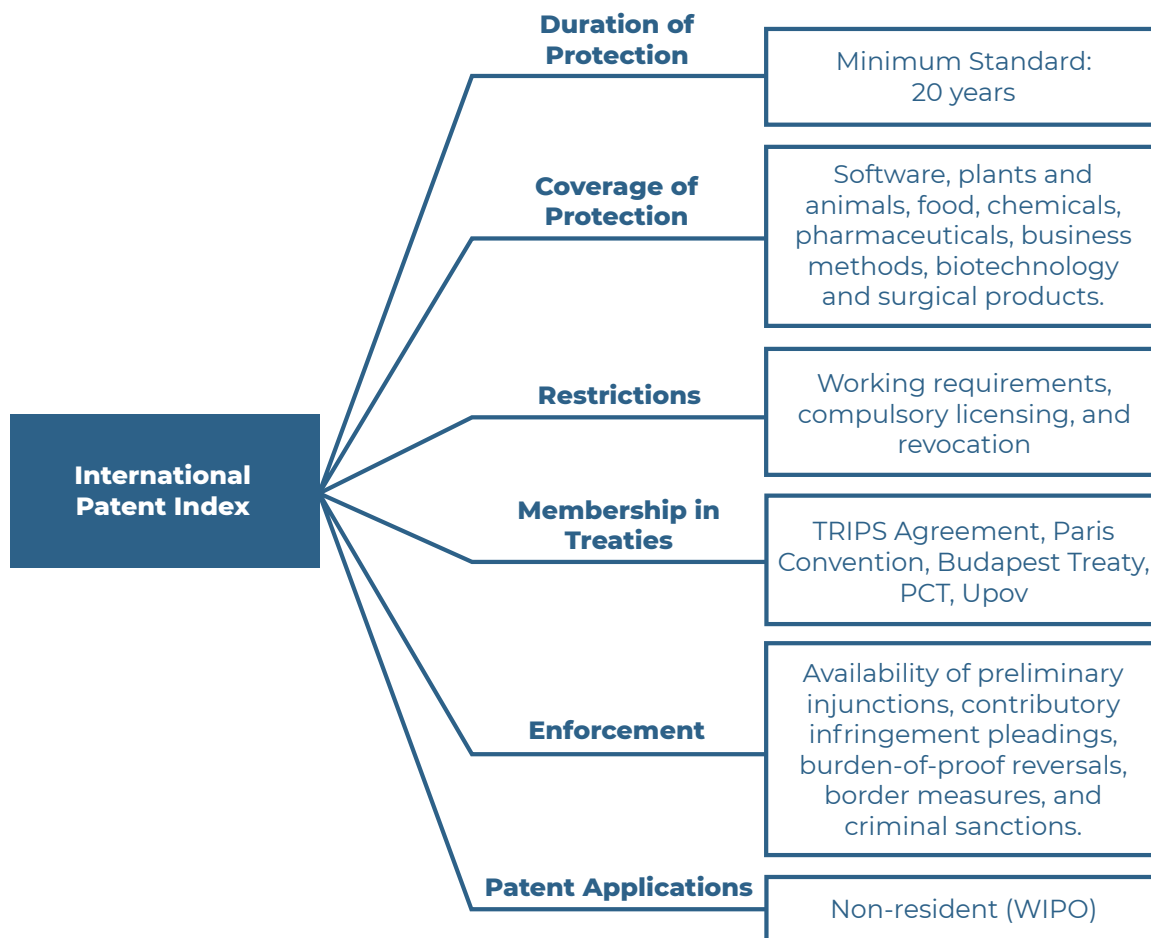 Duration of
Protection
Minimum Standard:
20 years
Coverage of
Protection
Software, plants and
animals, food, chemicals,
pharmaceuticals, business
methods, biotechnology
and surgical products.
Restrictions
Working requirements,
compulsory licensing, and
revocation
International
Patent Index
Membership in
Treaties
TRIPS Agreement, Paris
Convention, Budapest Treaty,
PCT, Upov
Enforcement
Availability of preliminary
injunctions, contributory
infringement pleadings,
burden-of-proof reversals,
border measures, and
criminal sanctions.
Patent Applications
Non-resident (WIPO)